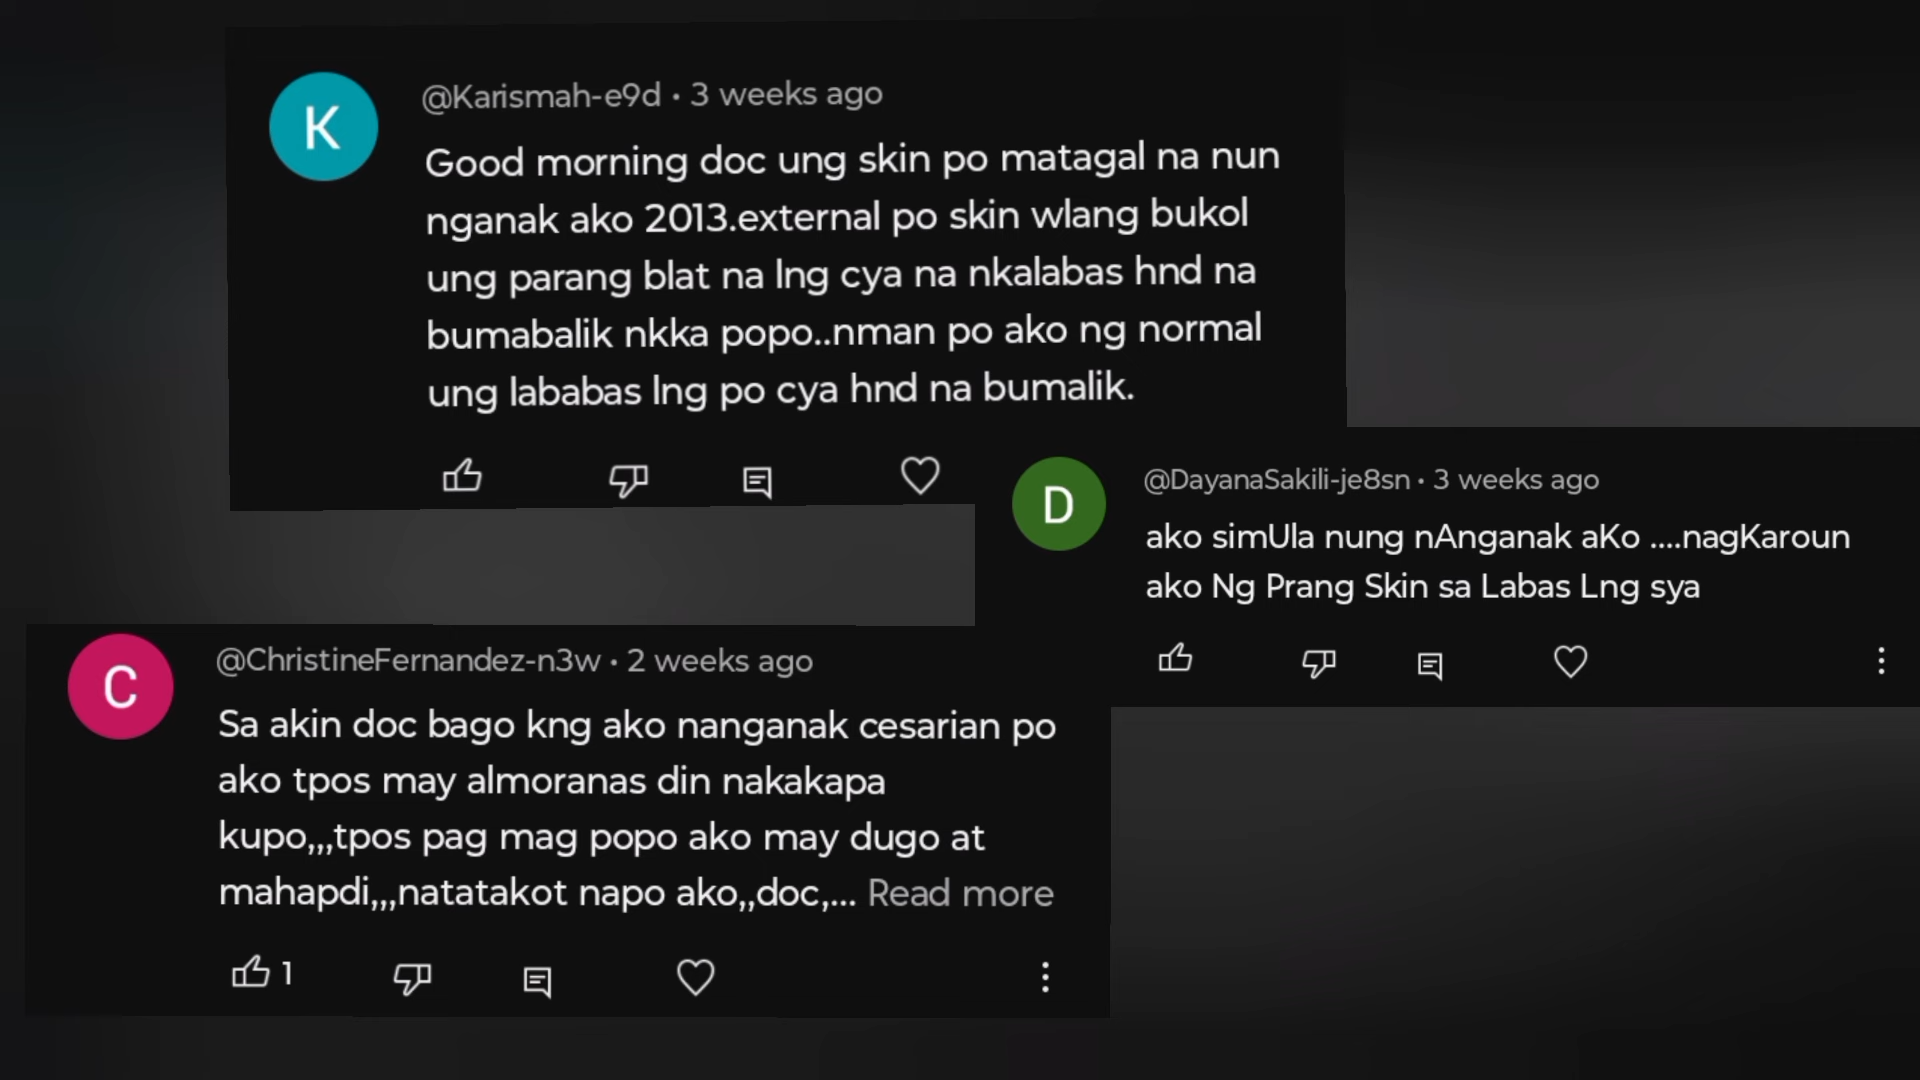 K
@Karismah-e9d • 3 weeks ago
Good morning doc ung skin po matagal na nun
nganak ako 2013.external po skin wlang bukol
ung parang blat na lng cya na nkalabas hnd na
bumabalik nkka popo..nman po ako ng normal
ung lababas lng po cya hnd na bumalik.
D
@DayanaSakili-je8sn • 3 weeks ago
ako simUla nung nAnganak aKo ....nagKaroun
ako Ng Prang Skin sa Labas Lng sya
C
@ChristineFernandez-n3w • 2 weeks ago
Sa akin doc bago kng ako nanganak cesarian po
ako tpos may almoranas din nakakapa
kupo,,,tpos pag mag popo ako may dugo at
mahapdi,,,natatakot napo ako,,doc,... Read more
1